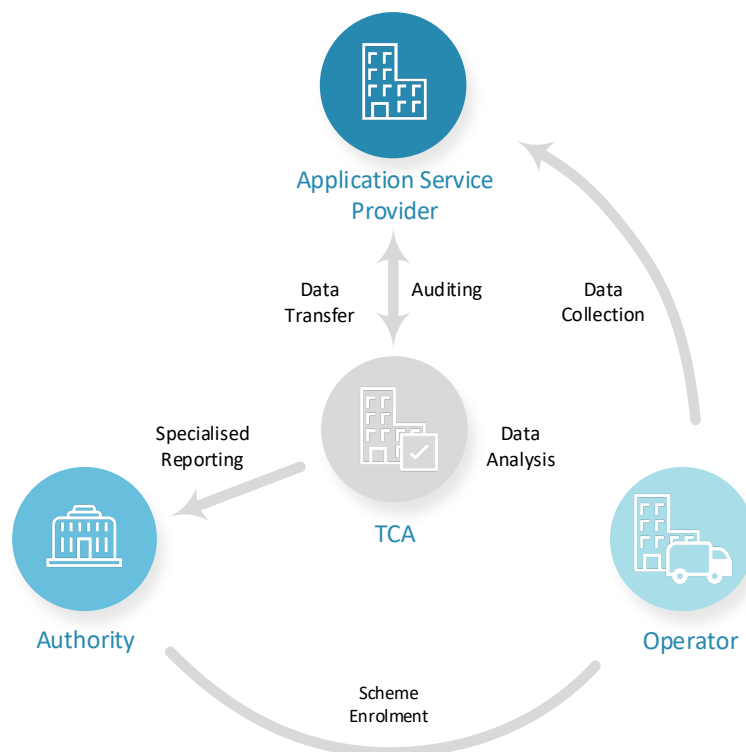 Application Service
Provider
Data
Transfer
Auditing
Data
Collection
Specialised
Reporting
Data
Analysis
TCA
Authority
Operator
Scheme
Enrolment